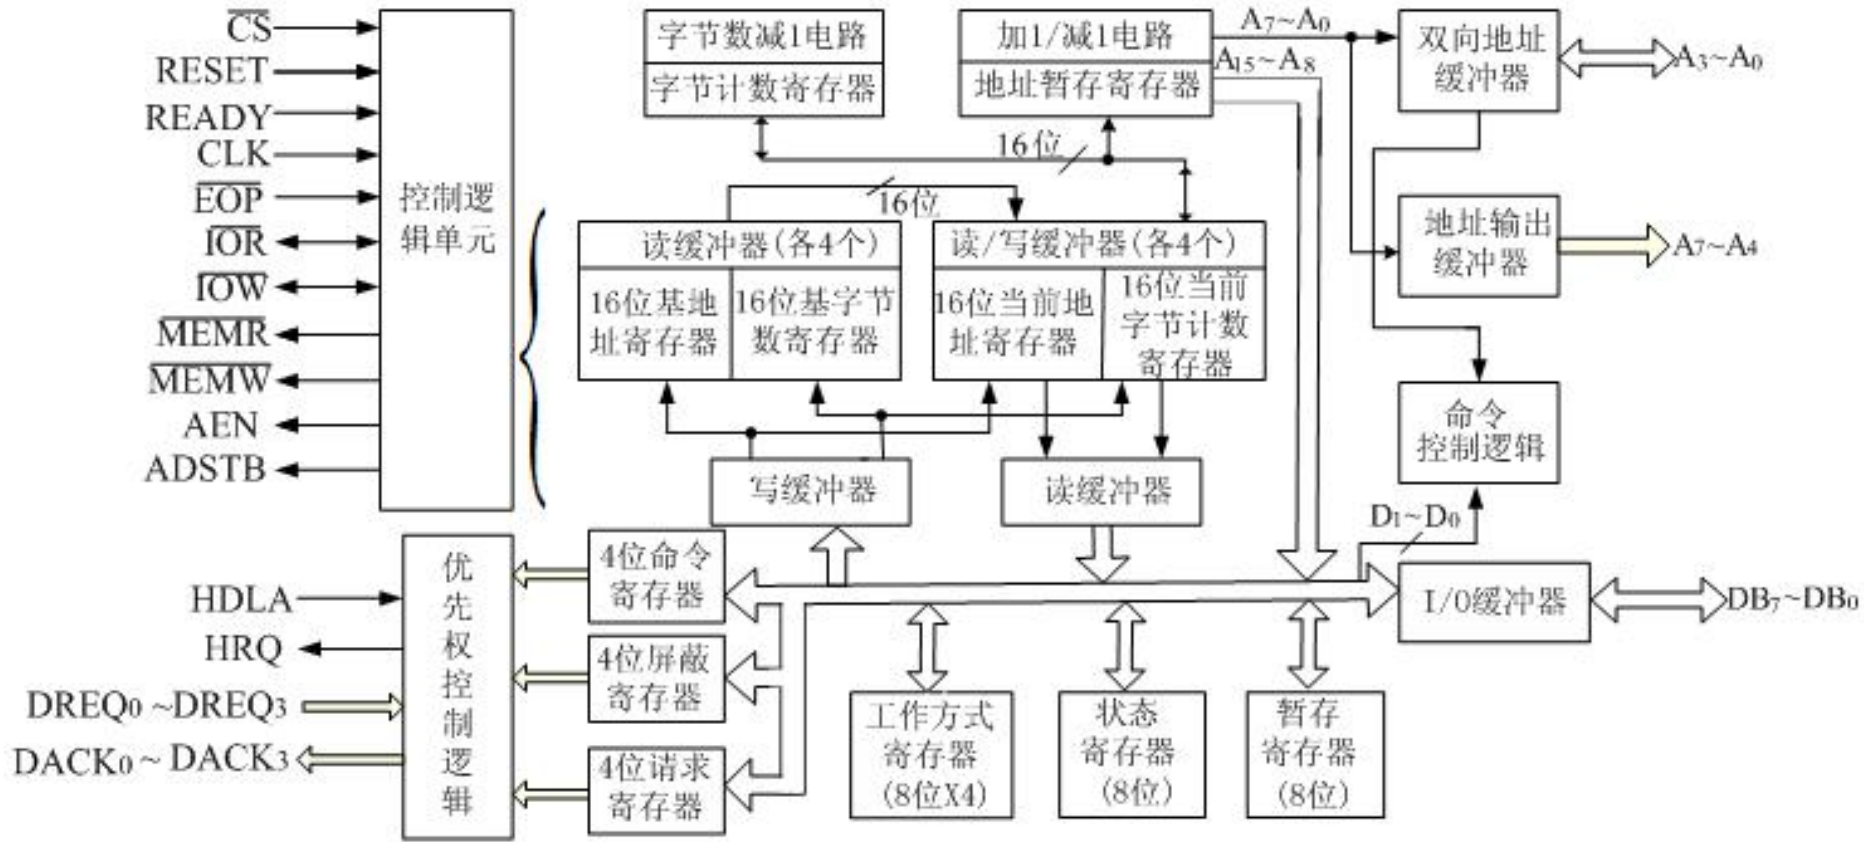 CS
RESET
READY
CLK
EOP
IOR
IOW
MEMR
MEMW
AEN
ADSTB
控制逻
辑单元
字节数减1电路
字节计数寄存器
加1/减1电路
地址暂存寄存器
A7~A0
A15~A8
双向地址
缓冲器
A3~A0
16位
16位
地址输出
缓冲器
A7~A4
读缓冲器(各4个)
16位基地
址寄存器
16位基字节
数寄存器
读/写缓冲器(各4个)
16位当前地
址寄存器
16位当前
字节计数
寄存器
命令
控制逻辑
写缓冲器
读缓冲器
D1~D0
HDLA
HRQ
DREQ0 ~DREQ3
DACK0 ~ DACK3
优
先
权
控
制
逻
辑
4位命令
寄存器
4位屏蔽
寄存器
4位请求
寄存器
I/O缓冲器
DB7~DB0
工作方式
寄存器
(8位X4)
状态
寄存器
(8位)
暂存
寄存器
(8位)